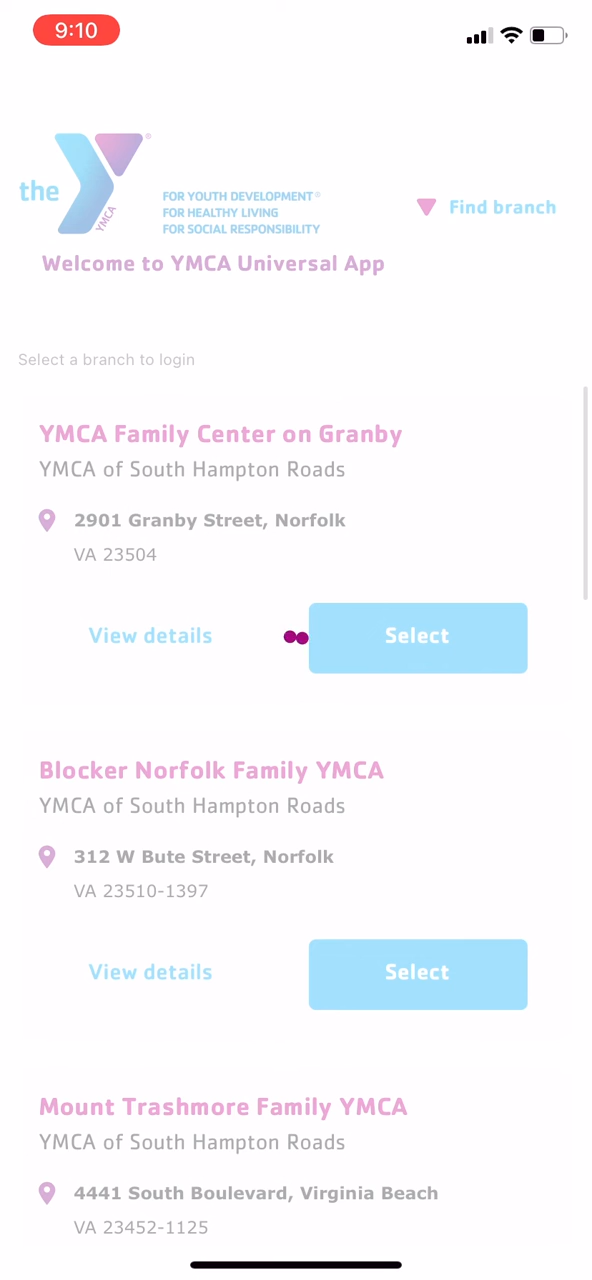 9:10
the
YMCA
®
FOR YOUTH DEVELOPMENT®
FOR HEALTHY LIVING
FOR SOCIAL RESPONSIBILITY
Find branch
Welcome to YMCA Universal App
Select a branch to login
YMCA Family Center on Granby
YMCA of South Hampton Roads
2901 Granby Street, Norfolk
VA 23504
View details
Select
Blocker Norfolk Family YMCA
YMCA of South Hampton Roads
312 W Bute Street, Norfolk
VA 23510-1397
View details
Select
Mount Trashmore Family YMCA
YMCA of South Hampton Roads
4441 South Boulevard, Virginia Beach
VA 23452-1125